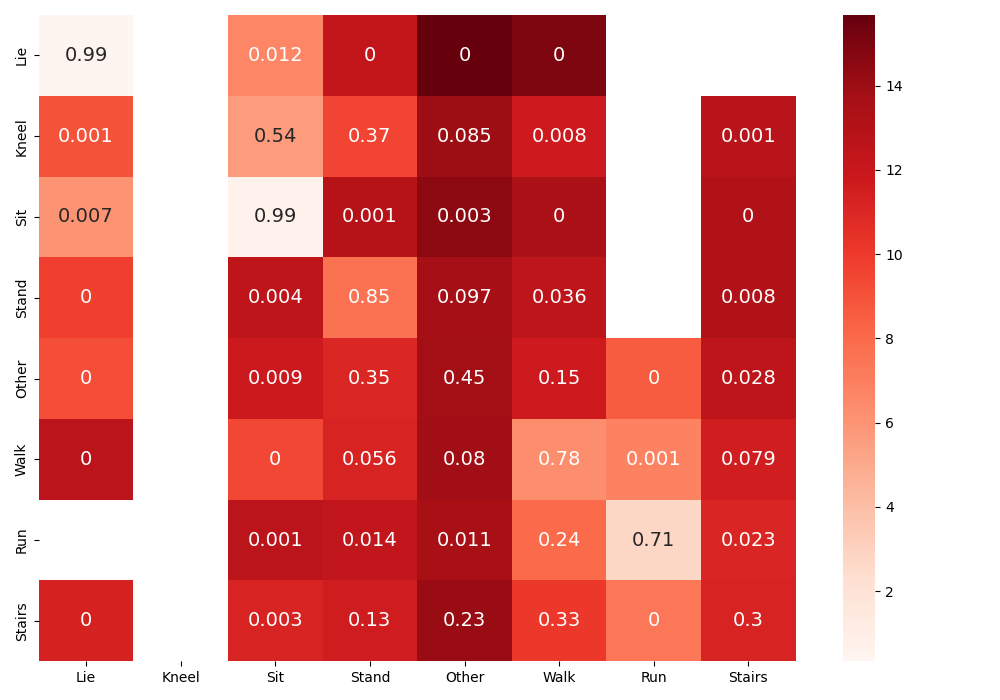 Lie 0.99 0.012 0 0 0
Kneel 0.001 0.54 0.37 0.085 0.008 0.001
Sit 0.007 0.99 0.001 0.003 0 0
Stand 0 0.004 0.85 0.097 0.036 0.008
Other 0 0.009 0.35 0.45 0.15 0 0.028
Walk 0 0 0.056 0.08 0.78 0.001 0.079
Run 0.001 0.014 0.011 0.24 0.71 0.023
Stairs 0 0.003 0.13 0.23 0.33 0 0.3
Lie Kneel Sit Stand Other Walk Run Stairs
14
12
10
8
6
4
2